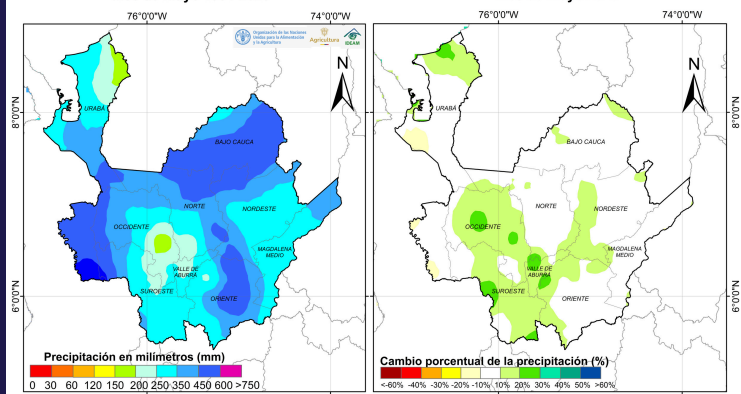 76°0'0"W
74°0'0"W
76°0'0"W
74°0'0"W
Organización de las Naciones
Unidas para la Alimentación
y la Agricultura
Agricultura
IDEAM
N
N
URABÁ
URABÁ
8°0'0"N
8°0'0"N
BAJO CAUCA
BAJO CAUCA
NORTE
NORDESTE
OCCIDENTE
MAGDALENA
MEDIO
VALLE DE
ABURRÁ
SUROESTE
ORIENTE
NORTE
NORDESTE
OCCIDENTE
MAGDALENA
MEDIO
VALLE DE
ABURRÁ
SUROESTE
ORIENTE
6°0'0"N
6°0'0"N
Precipitación en milímetros (mm)
0 30 60 120 150 200 250 350 450 600 >750
Cambio porcentual de la precipitación (%)
<-60% -40% -30% -20% -10% 10% 20% 30% 40% 50% >60%